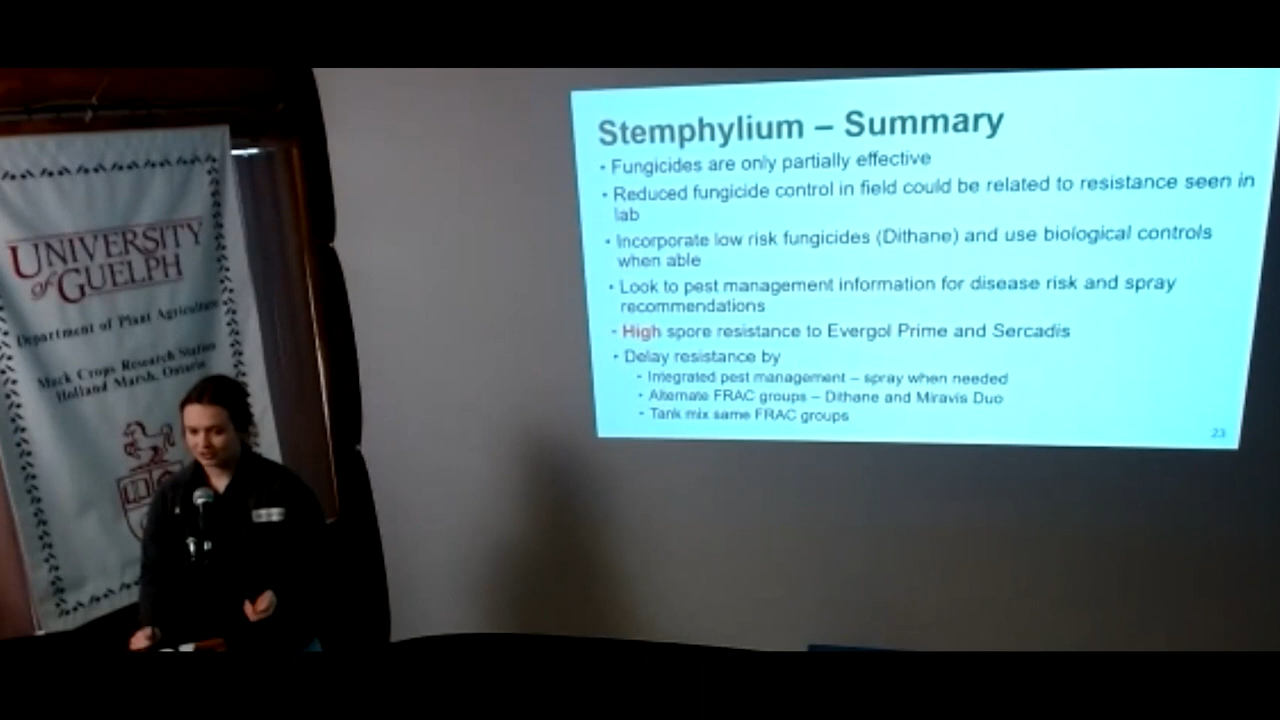 UNIVERSITY
of GUELPH
Department of Plant Agriculture
Muck Crops Research Station
Holland Marsh, Ontario
Stemphylium – Summary
• Fungicides are only partially effective
• Reduced fungicide control in field could be related to resistance seen in
lab
• Incorporate low risk fungicides (Dithane) and use biological controls
when able
• Look to pest management information for disease risk and spray
recommendations
• High spore resistance to Evergol Prime and Sercadis
• Delay resistance by
• Integrated pest management – spray when needed
• Alternate FRAC groups – Dithane and Miravis Duo
• Tank mix same FRAC groups
23